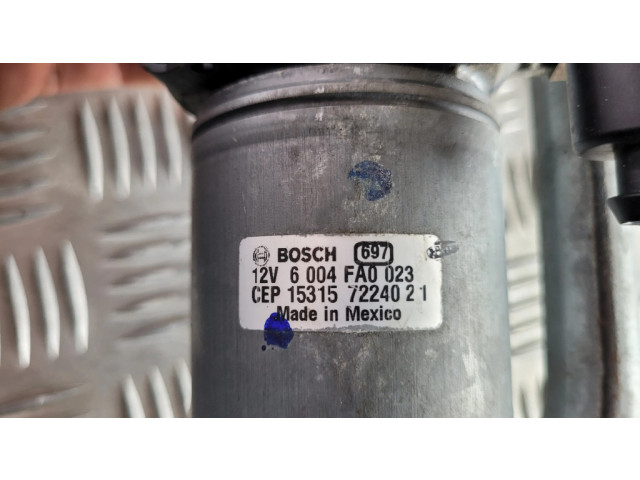 BOSCH 697
12V 6 004 FA0 023
CEP 15315 72240 2 1
Made in Mexico